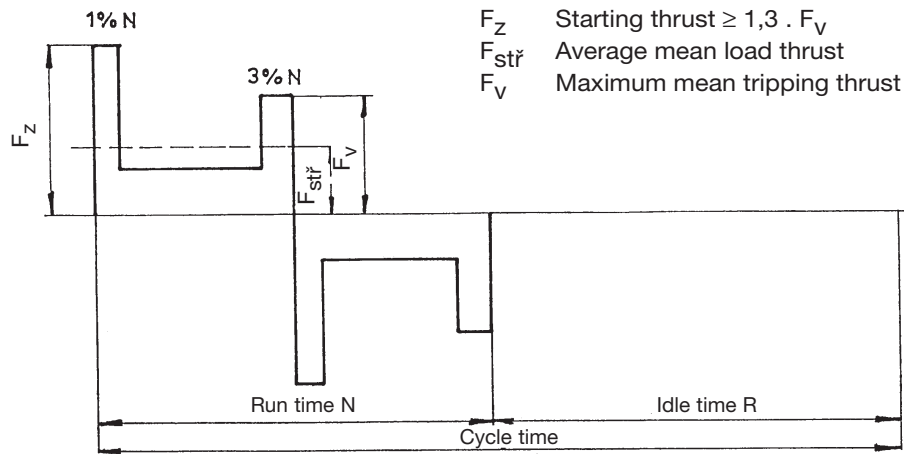 1% N
F_z Starting thrust ≥ 1,3 . F_v
F_stř Average mean load thrust
3% N
F_v Maximum mean tripping thrust
F_z
F_stř
F_v
Run time N
Idle time R
Cycle time